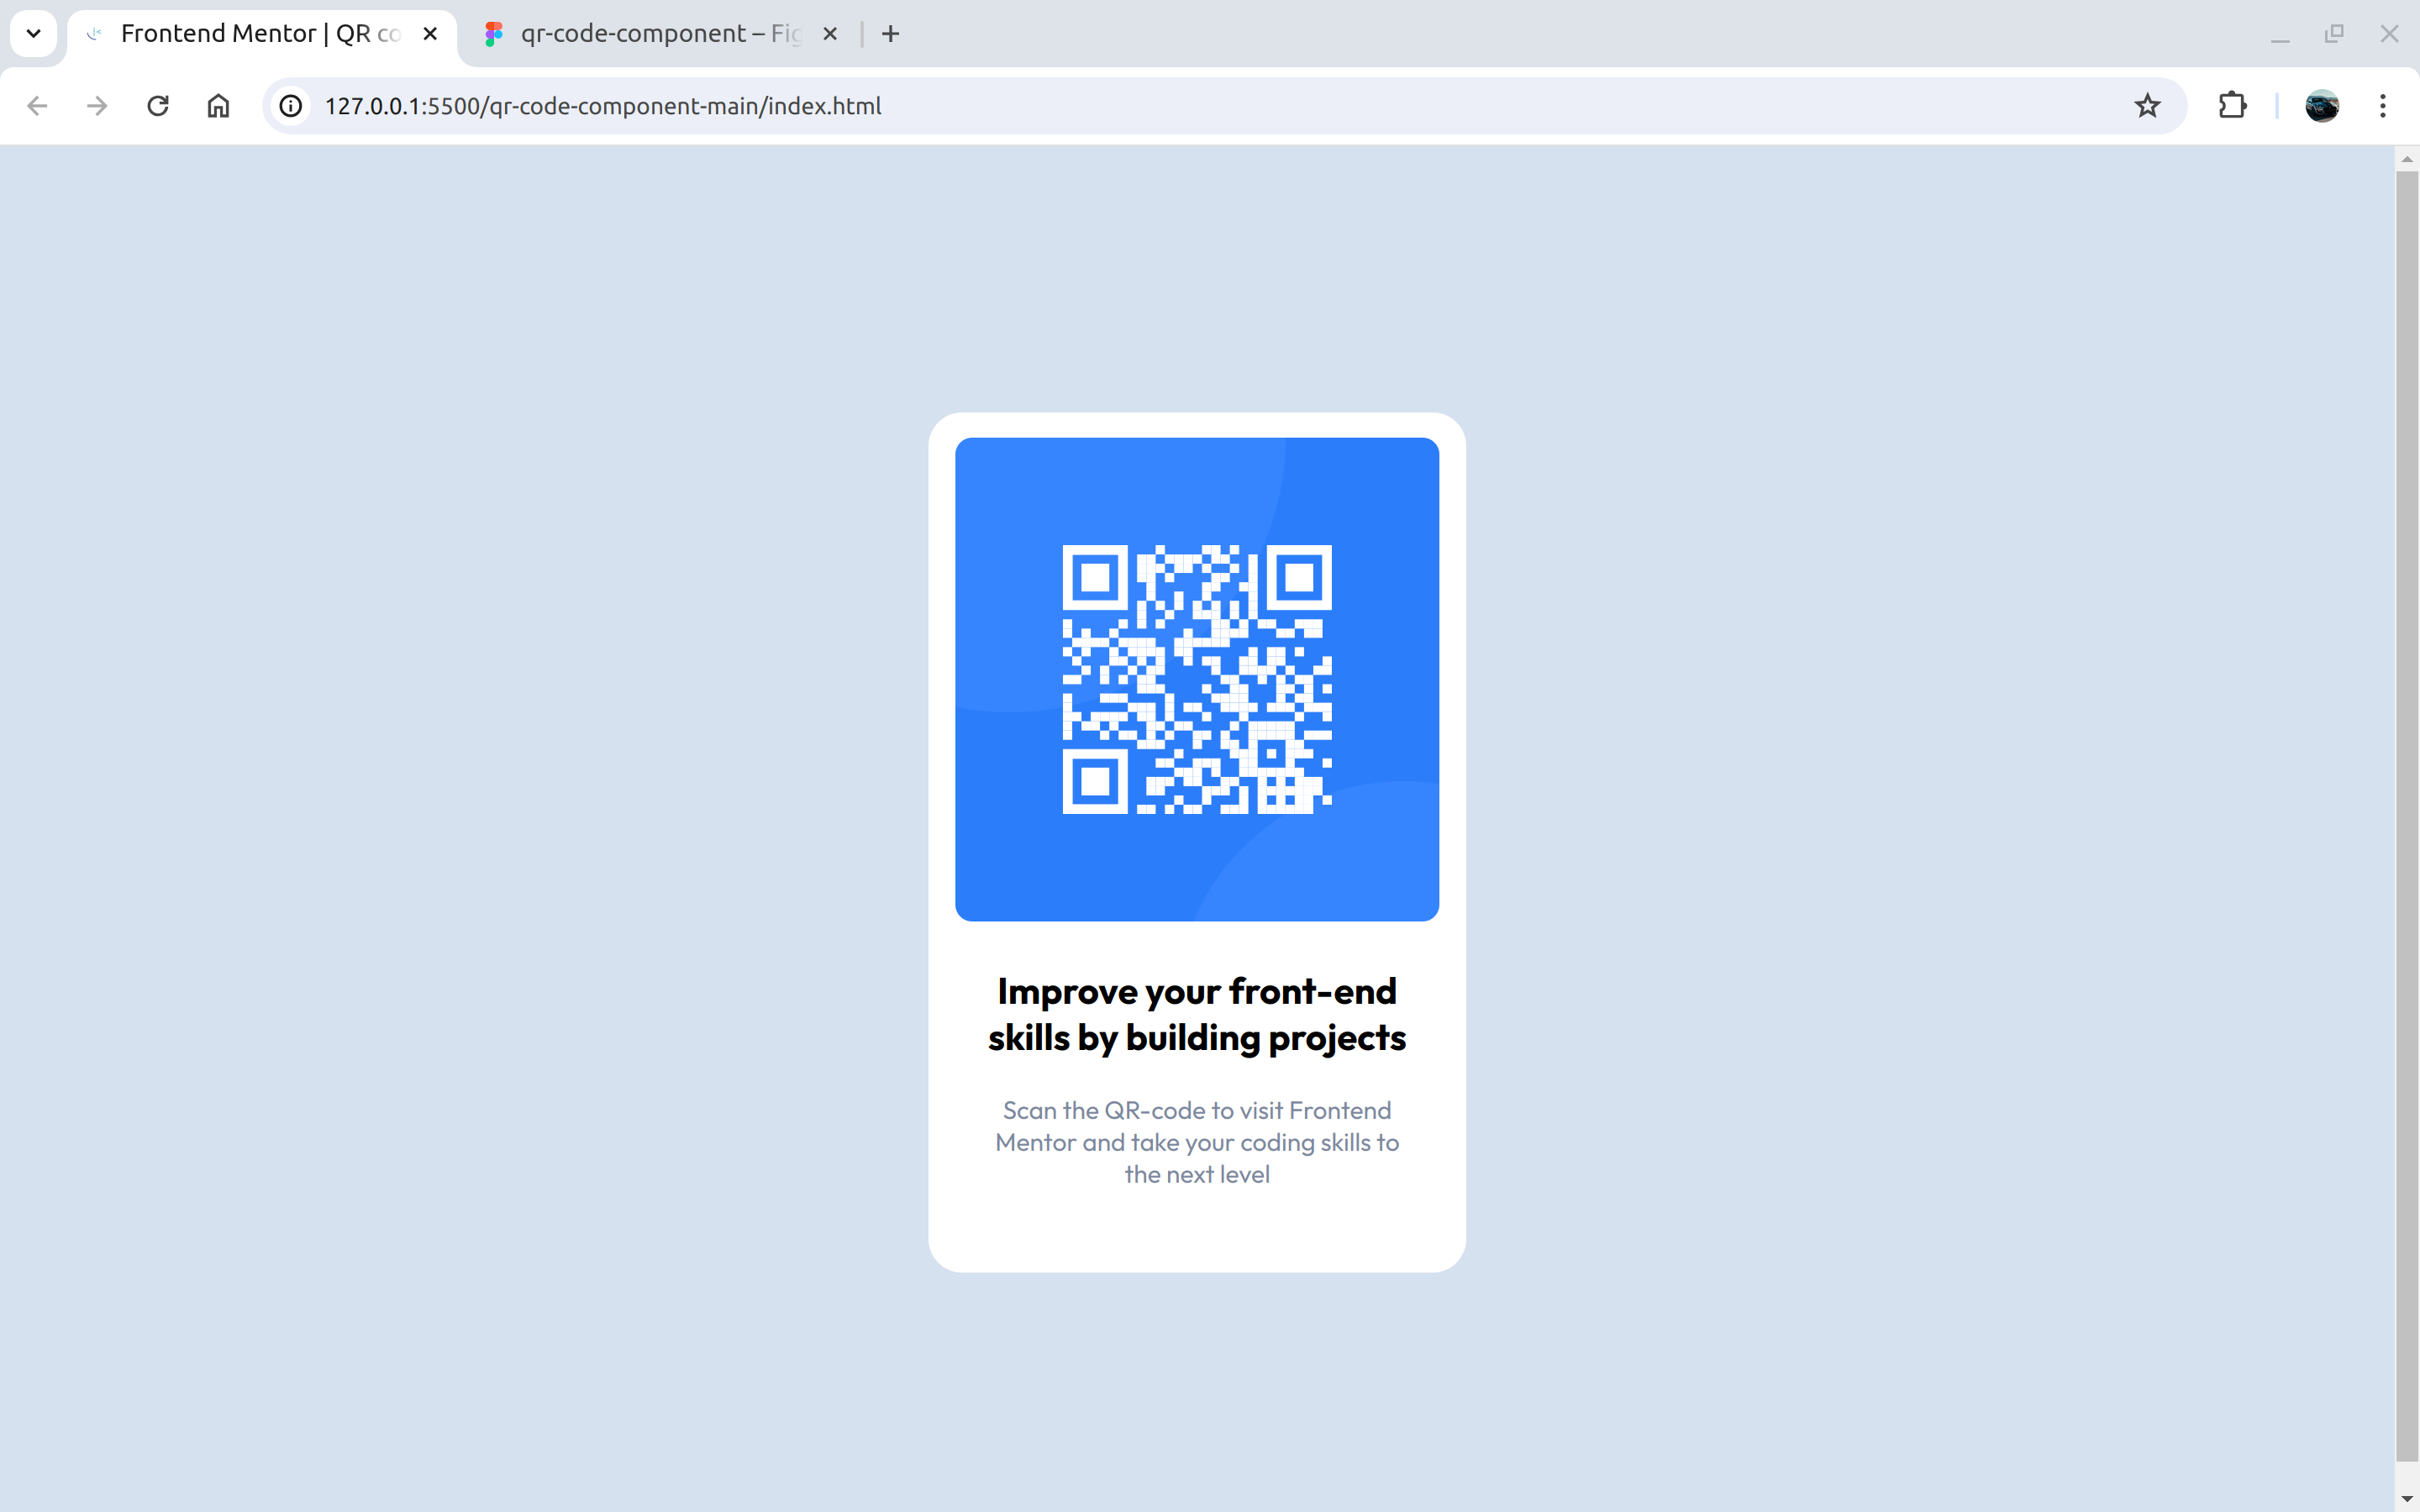 Frontend Mentor | QR co
qr-code-component – Fig
127.0.0.1:5500/qr-code-component-main/index.html
Improve your front-end
skills by building projects
Scan the QR-code to visit Frontend
Mentor and take your coding skills to
the next level